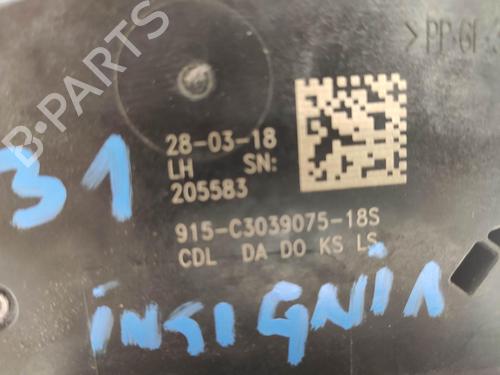 >PP-GF
28-03-18
LH SN:
205583
31
915-C3039075-18S
CDL DA DO KS LS
INSIGNIA
B-PARTS